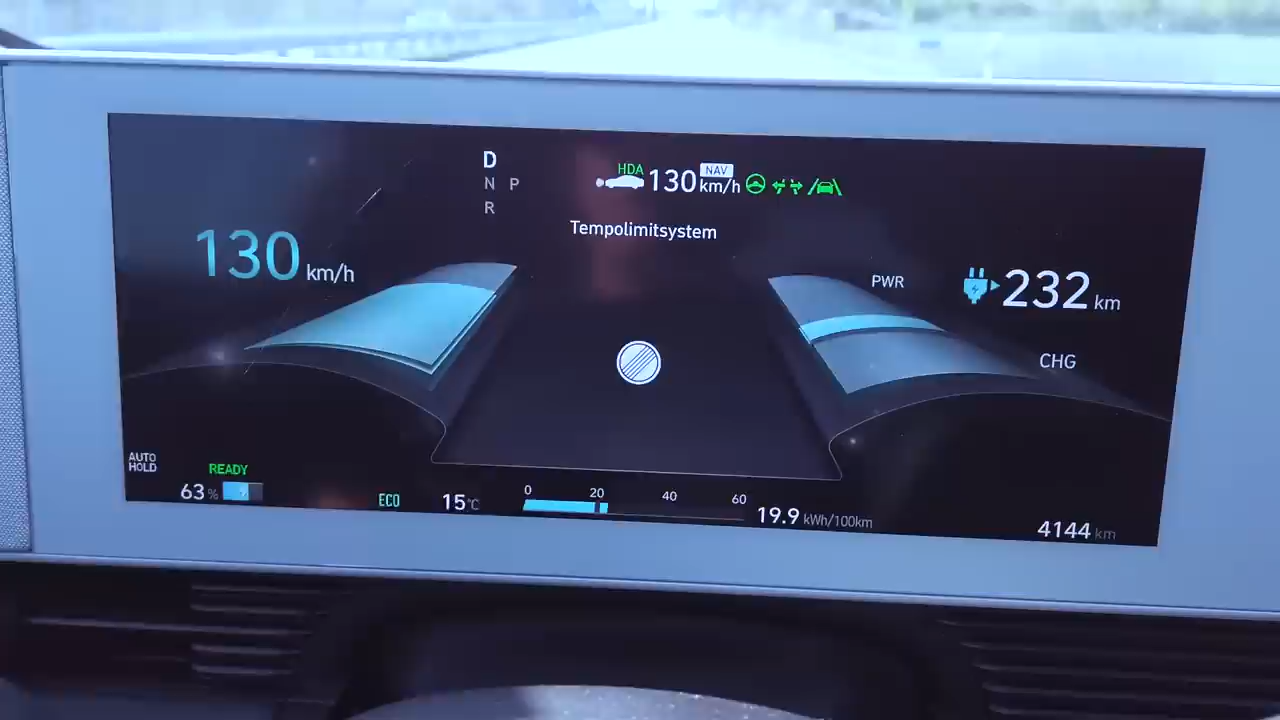 D
N P
R
HDA 130 km/h NAV
Tempolimitsystem
130 km/h
PWR
232 km
CHG
AUTO HOLD
READY
63 %
ECO
15°C
0 20 40 60
19.9 kWh/100km
4144 km